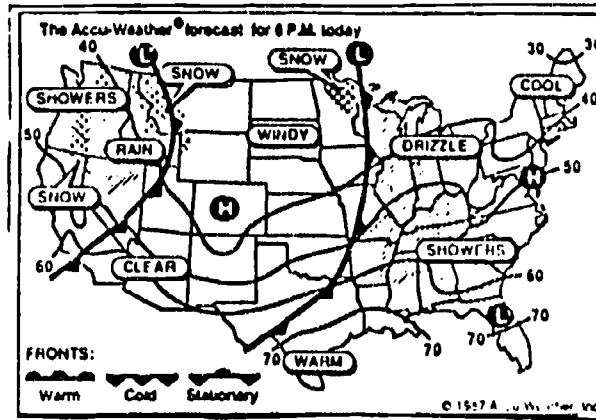 The Accu-Weather® forecast for 6 P.M. today
40
L
SNOW
SHOWERS
SNOW
L
30
30
COOL
40
50
RAIN
WINDY
DRIZZLE
H
50
SNOW
H
60
CLEAR
SHOWERS
60
L
70
70
70
WARM
70
FRONTS:
Warm
Cold
Stationary